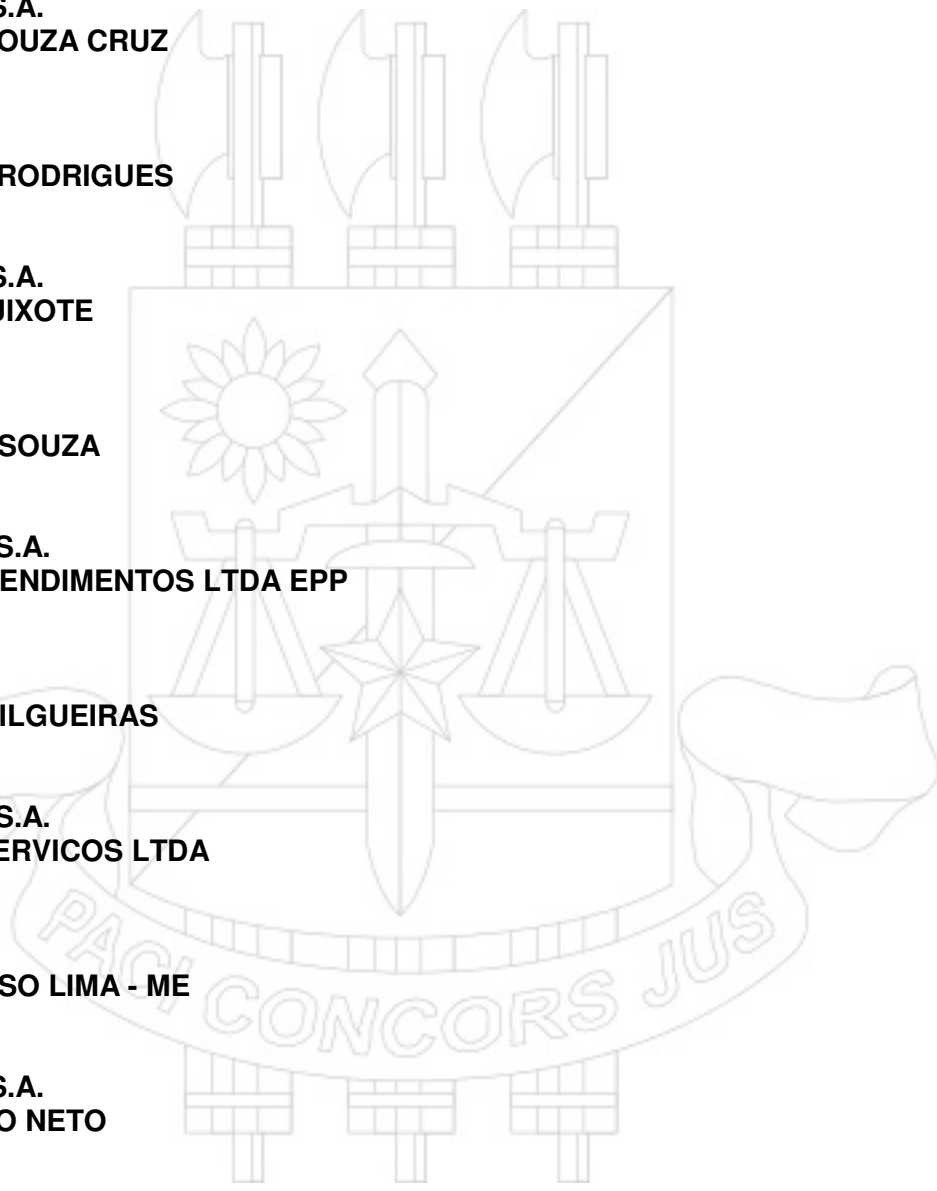 S.A.
OUZA CRUZ
RODRIGUES
S.A.
UIXOTE
SOUZA
S.A.
ENDIMENTOS LTDA EPP
ILGUEIRAS
S.A.
ERVICOS LTDA
SO LIMA - ME
S.A.
O NETO
PACI CONCORS JUS